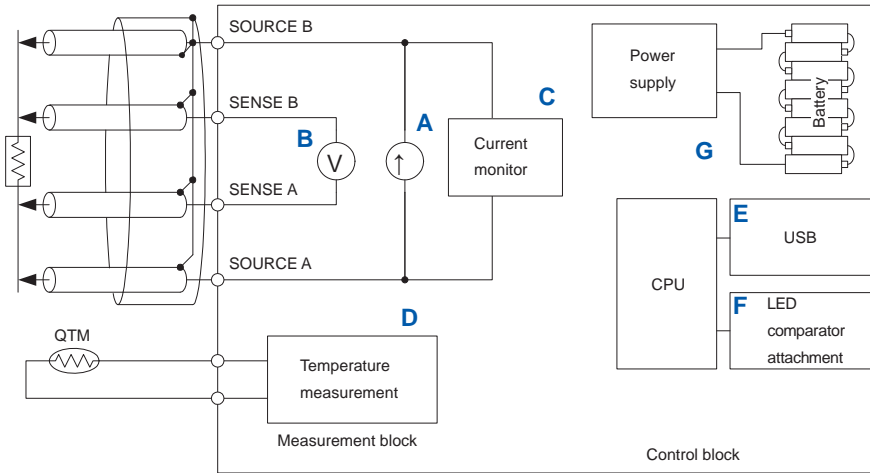 SOURCE B
SENSE B
SENSE A
SOURCE A
B
V
A
↑
C
Current
monitor
Power
supply
Battery
G
CPU
E
USB
F
LED
comparator
attachment
QTM
D
Temperature
measurement
Measurement block
Control block